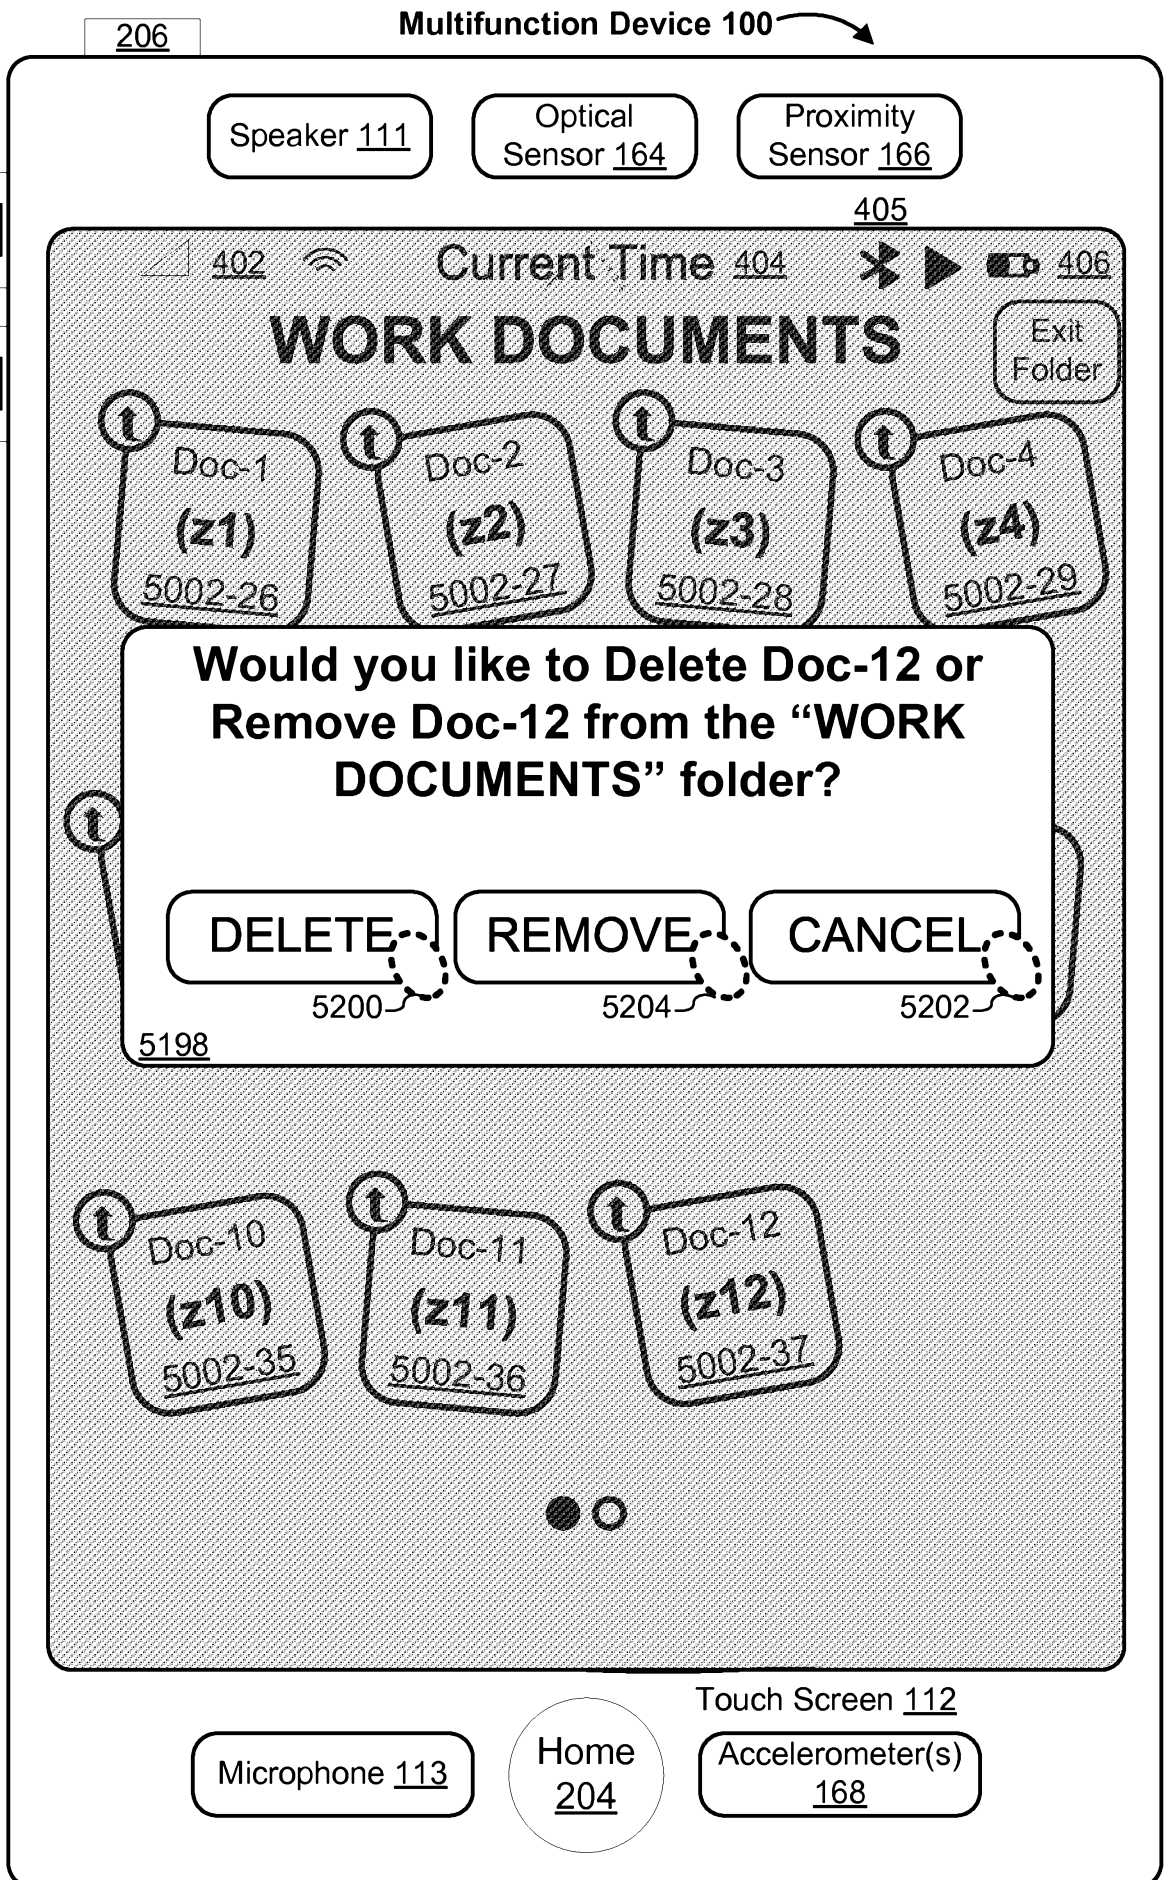 Multifunction Device 100
206
Speaker 111
Optical
Sensor 164
Proximity
Sensor 166
405
402
Current Time 404
406
WORK DOCUMENTS
Exit
Folder
Doc-1
(z1)
5002-26
Doc-2
(z2)
5002-27
Doc-3
(z3)
5002-28
Doc-4
(z4)
5002-29
Would you like to Delete Doc-12 or
Remove Doc-12 from the “WORK
DOCUMENTS” folder?
DELETE
REMOVE
CANCEL
5200
5204
5202
5198
Doc-10
(z10)
5002-35
Doc-11
(z11)
5002-36
Doc-12
(z12)
5002-37
Touch Screen 112
Microphone 113
Home
204
Accelerometer(s)
168